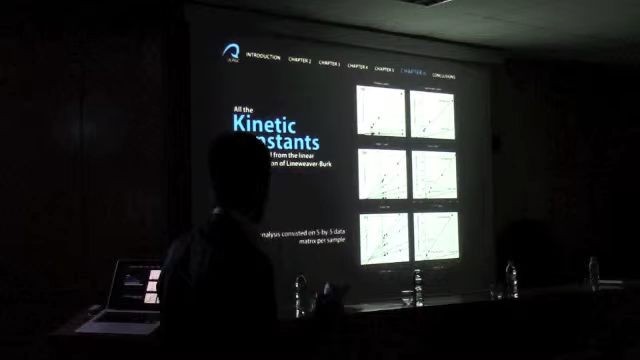 INTRODUCTION CHAPTER 2 CHAPTER 3 CHAPTER 4 CHAPTER 5 CHAPTER 6 CONCLUSIONS
All the
Kinetic
nstants
from the linear
on of Lineweaver-Burk
analysis consisted on 5-by-5 data
matrix per sample